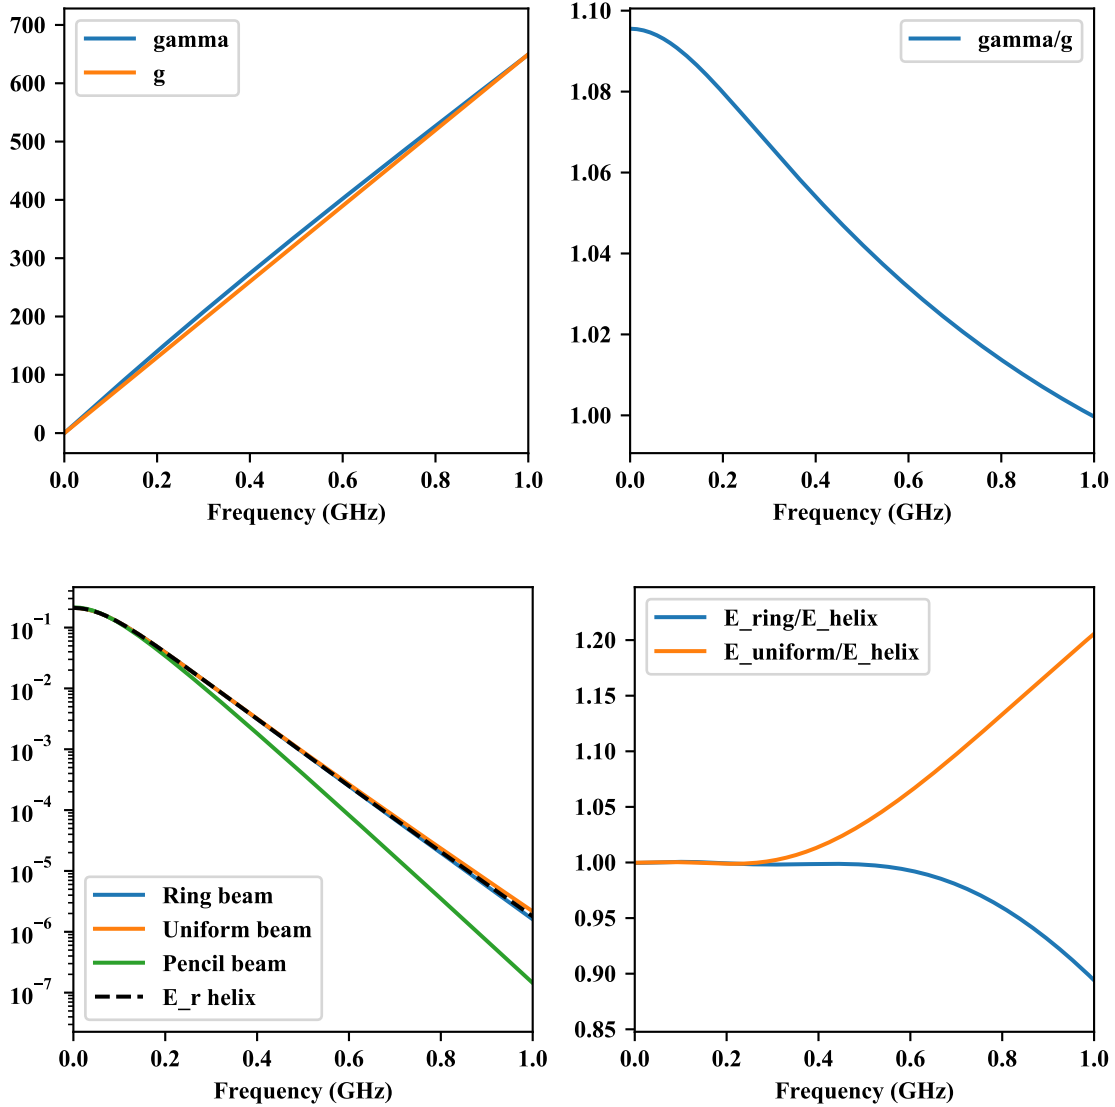 700
600
500
400
300
200
100
0
gamma
g
0.0 0.2 0.4 0.6 0.8 1.0
Frequency (GHz)
1.10
1.08
1.06
1.04
1.02
1.00
gamma/g
0.0 0.2 0.4 0.6 0.8 1.0
Frequency (GHz)
10⁻¹
10⁻²
10⁻³
10⁻⁴
10⁻⁵
10⁻⁶
10⁻⁷
Ring beam
Uniform beam
Pencil beam
E_r helix
0.0 0.2 0.4 0.6 0.8 1.0
Frequency (GHz)
1.20
1.15
1.10
1.05
1.00
0.95
0.90
0.85
E_ring/E_helix
E_uniform/E_helix
0.0 0.2 0.4 0.6 0.8 1.0
Frequency (GHz)